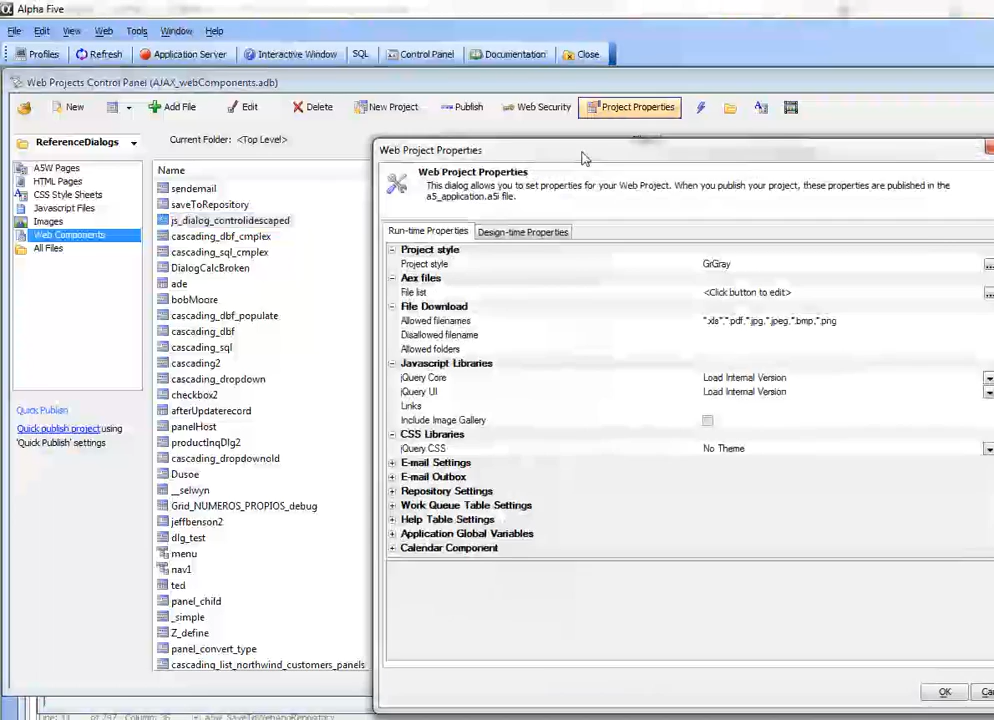 Alpha Five
File Edit View Web Tools Window Help
Profiles Refresh Application Server Interactive Window SQL Control Panel Documentation Close
Web Projects Control Panel (AJAX_webComponents.adb)
New Add File Edit Delete New Project Publish Web Security Project Properties
ReferenceDialogs
Current Folder: <Top Level>
A5W Pages
HTML Pages
CSS Style Sheets
Javascript Files
Images
Web Components
All Files
Quick Publish
Quick publish project using
'Quick Publish' settings
Name
sendemail
saveToRepository
js_dialog_controlidescaped
cascading_dbf_cmplex
cascading_sql_cmplex
DialogCalcBroken
ade
bobMoore
cascading_dbf_populate
cascading_dbf
cascading_sql
cascading2
cascading_dropdown
checkbox2
afterUpdaterecord
panelHost
productInqDlg2
cascading_dropdownold
Dusoe
__selwyn
Grid_NUMEROS_PROPIOS_debug
jeffbenson2
dlg_test
menu
nav1
ted
panel_child
_simple
Z_define
panel_convert_type
cascading_list_northwind_customers_panels
Web Project Properties
Web Project Properties
This dialog allows you to set properties for your Web Project. When you publish your project, these properties are published in the
a5_application.a5i file.
Run-time Properties Design-time Properties
Project style
Project style GrGray
Aex files
File list <Click button to edit>
File Download
Allowed filenames *.xls*,*.pdf,*.jpg,*.jpeg,*.bmp,*.png
Disallowed filename
Allowed folders
Javascript Libraries
jQuery Core Load Internal Version
jQuery UI Load Internal Version
Links
Include Image Gallery
CSS Libraries
jQuery CSS No Theme
E-mail Settings
E-mail Outbox
Repository Settings
Work Queue Table Settings
Help Table Settings
Application Global Variables
Calendar Component
OK